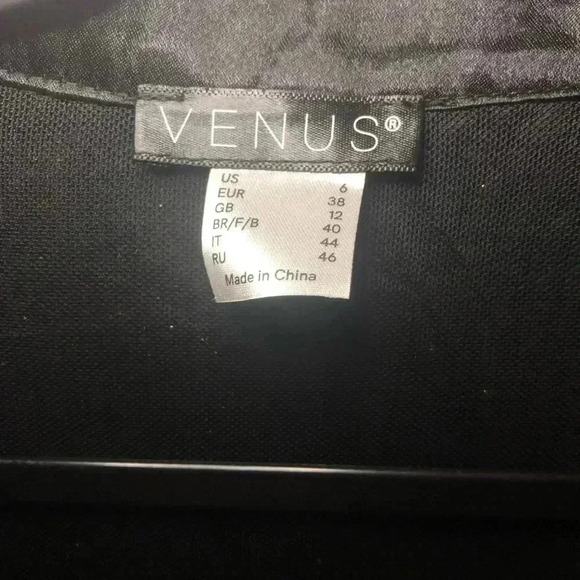 VENUS®
US 6
EUR 38
GB 12
BR/F/B 40
IT 44
RU 46
Made in China